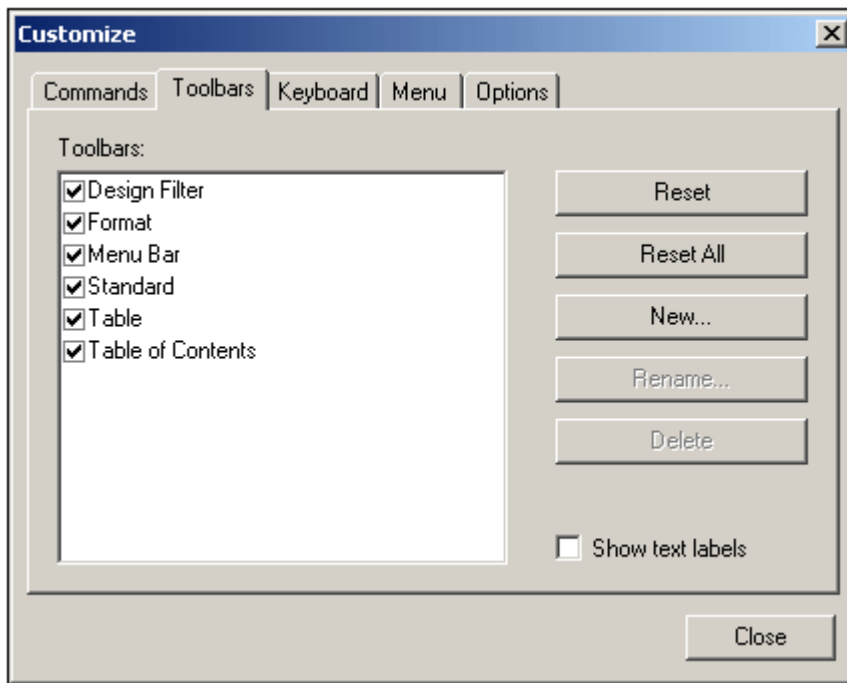 Customize
Commands Toolbars Keyboard Menu Options
Toolbars:
Design Filter
Format
Menu Bar
Standard
Table
Table of Contents
Reset
Reset All
New...
Rename...
Delete
Show text labels
Close